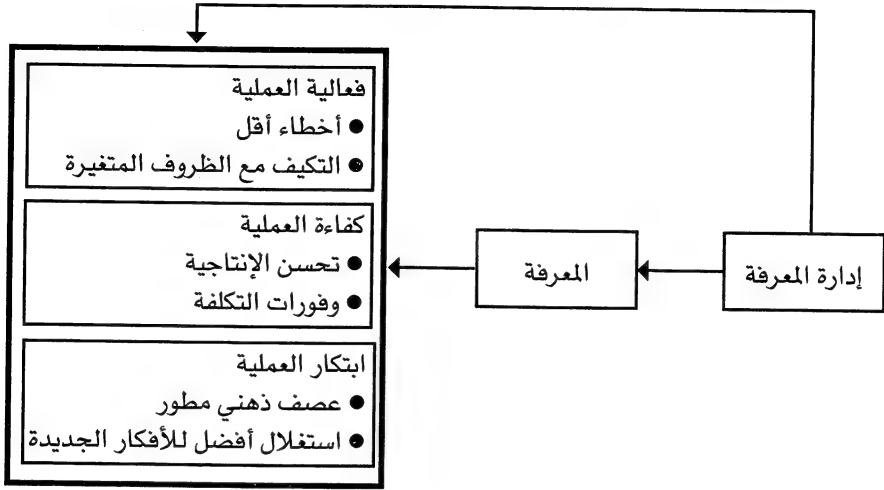 إدارة المعرفة
المعرفة
فعالية العملية
● أخطاء أقل
● التكيف مع الظروف المتغيرة
كفاءة العملية
● تحسن الإنتاجية
● وفورات التكلفة
ابتكار العملية
● عصف ذهني مطور
● استغلال أفضل للأفكار الجديدة